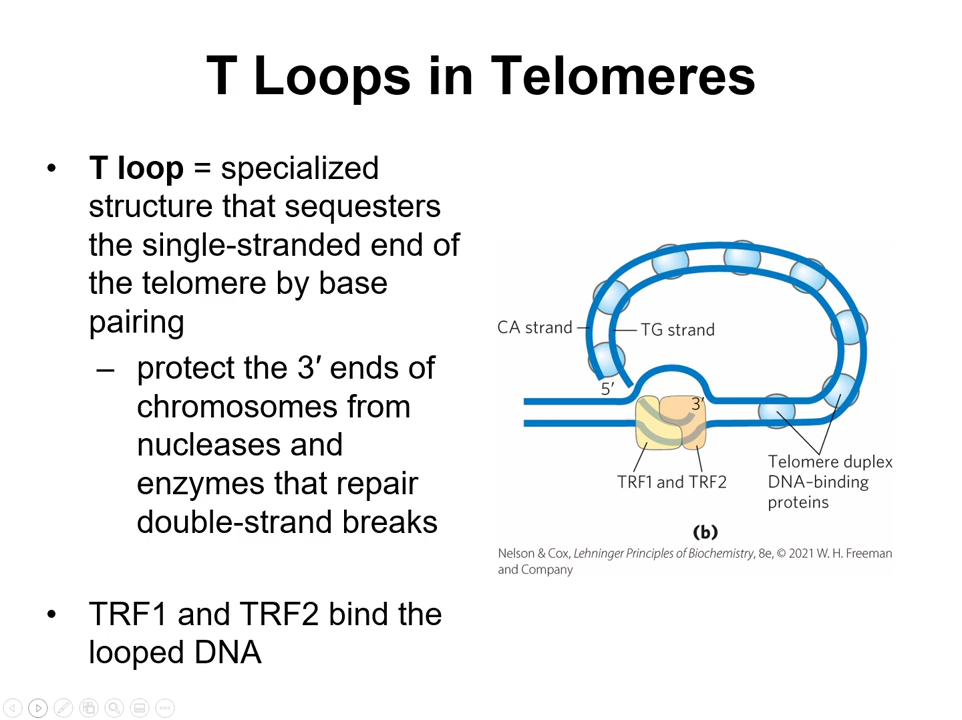 T Loops in Telomeres
• T loop = specialized
structure that sequesters
the single-stranded end of
the telomere by base
pairing
– protect the 3′ ends of
chromosomes from
nucleases and
enzymes that repair
double-strand breaks
• TRF1 and TRF2 bind the
looped DNA
CA strand
TG strand
5′
3′
TRF1 and TRF2
Telomere duplex
DNA–binding
proteins
(b)
Nelson & Cox, Lehninger Principles of Biochemistry, 8e, © 2021 W. H. Freeman
and Company